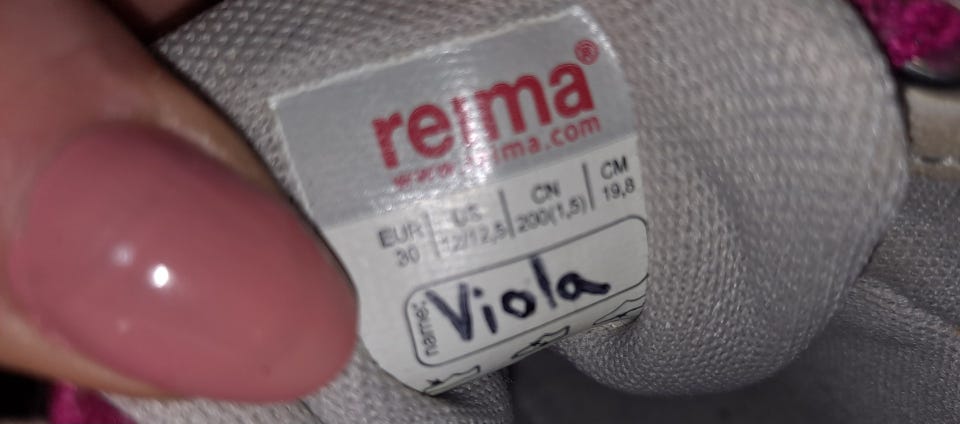 reima®
www.reima.com
EUR US CN CM
30 12/12,5 200(1,5) 19,8
name: Viola